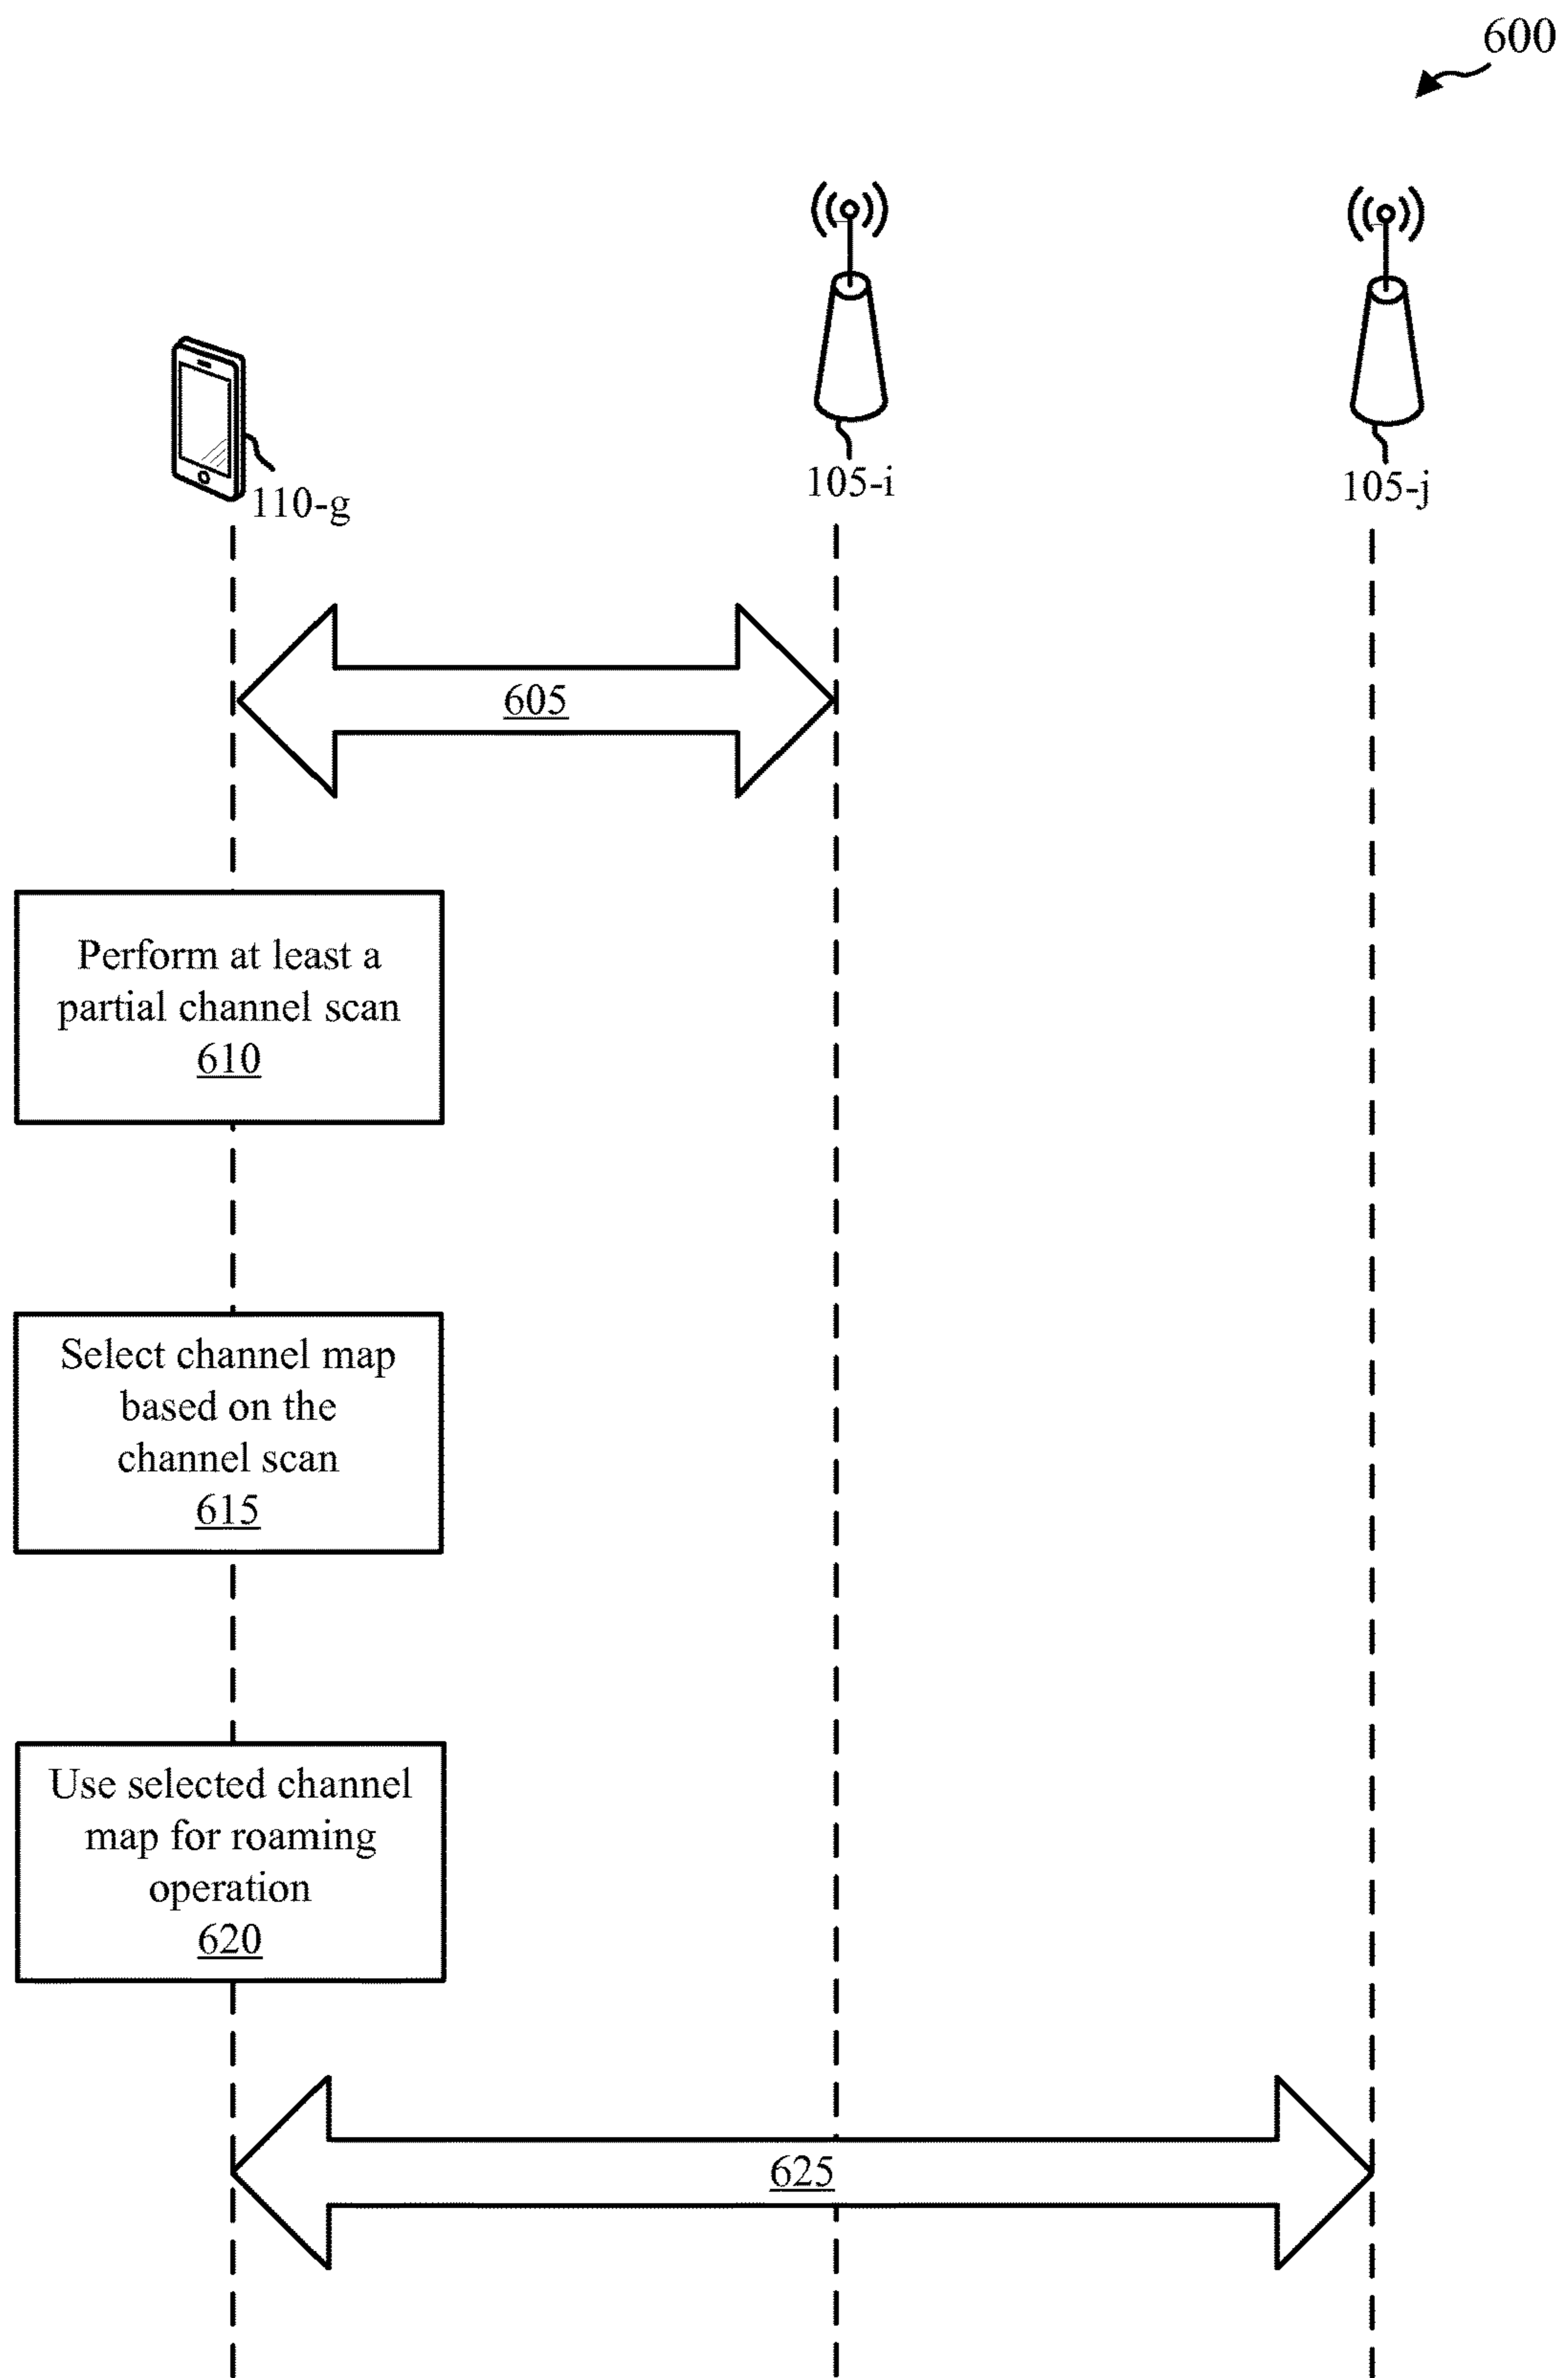 600
110-g
105-i
105-j
605
Perform at least a
partial channel scan
610
Select channel map
based on the
channel scan
615
Use selected channel
map for roaming
operation
620
625